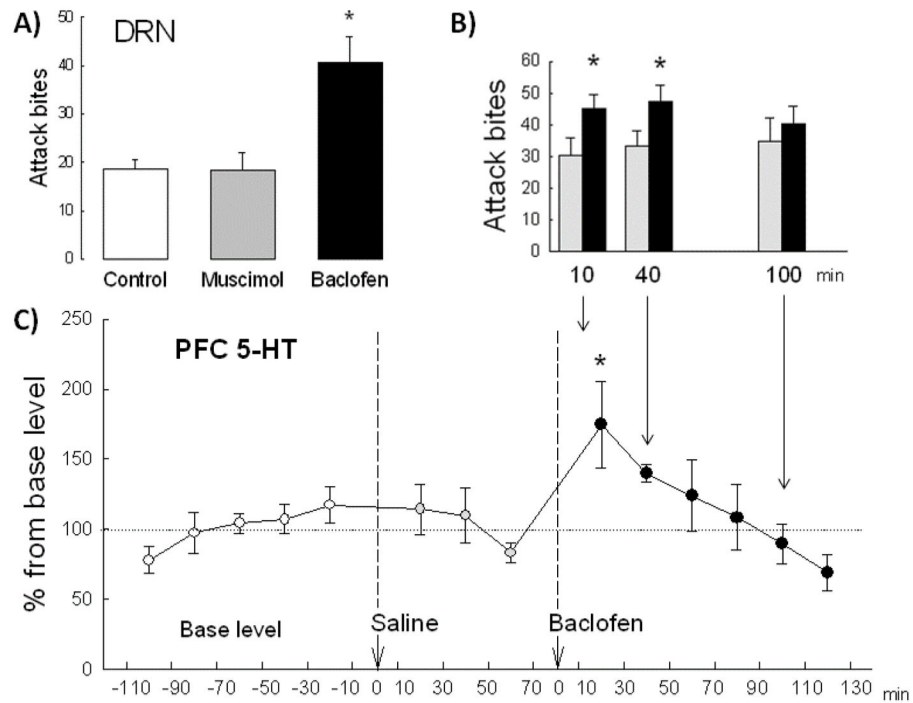 A)
DRN
*
Attack bites
50
40
30
20
10
0
Control Muscimol Baclofen
B)
* *
Attack bites
60
50
40
30
20
10
0
10 40 100 min
C)
PFC 5-HT
*
% from base level
250
200
150
100
50
0
Base level Saline Baclofen
-110 -90 -70 -50 -30 -10 0 10 30 50 70 0 10 30 50 70 90 110 130 min